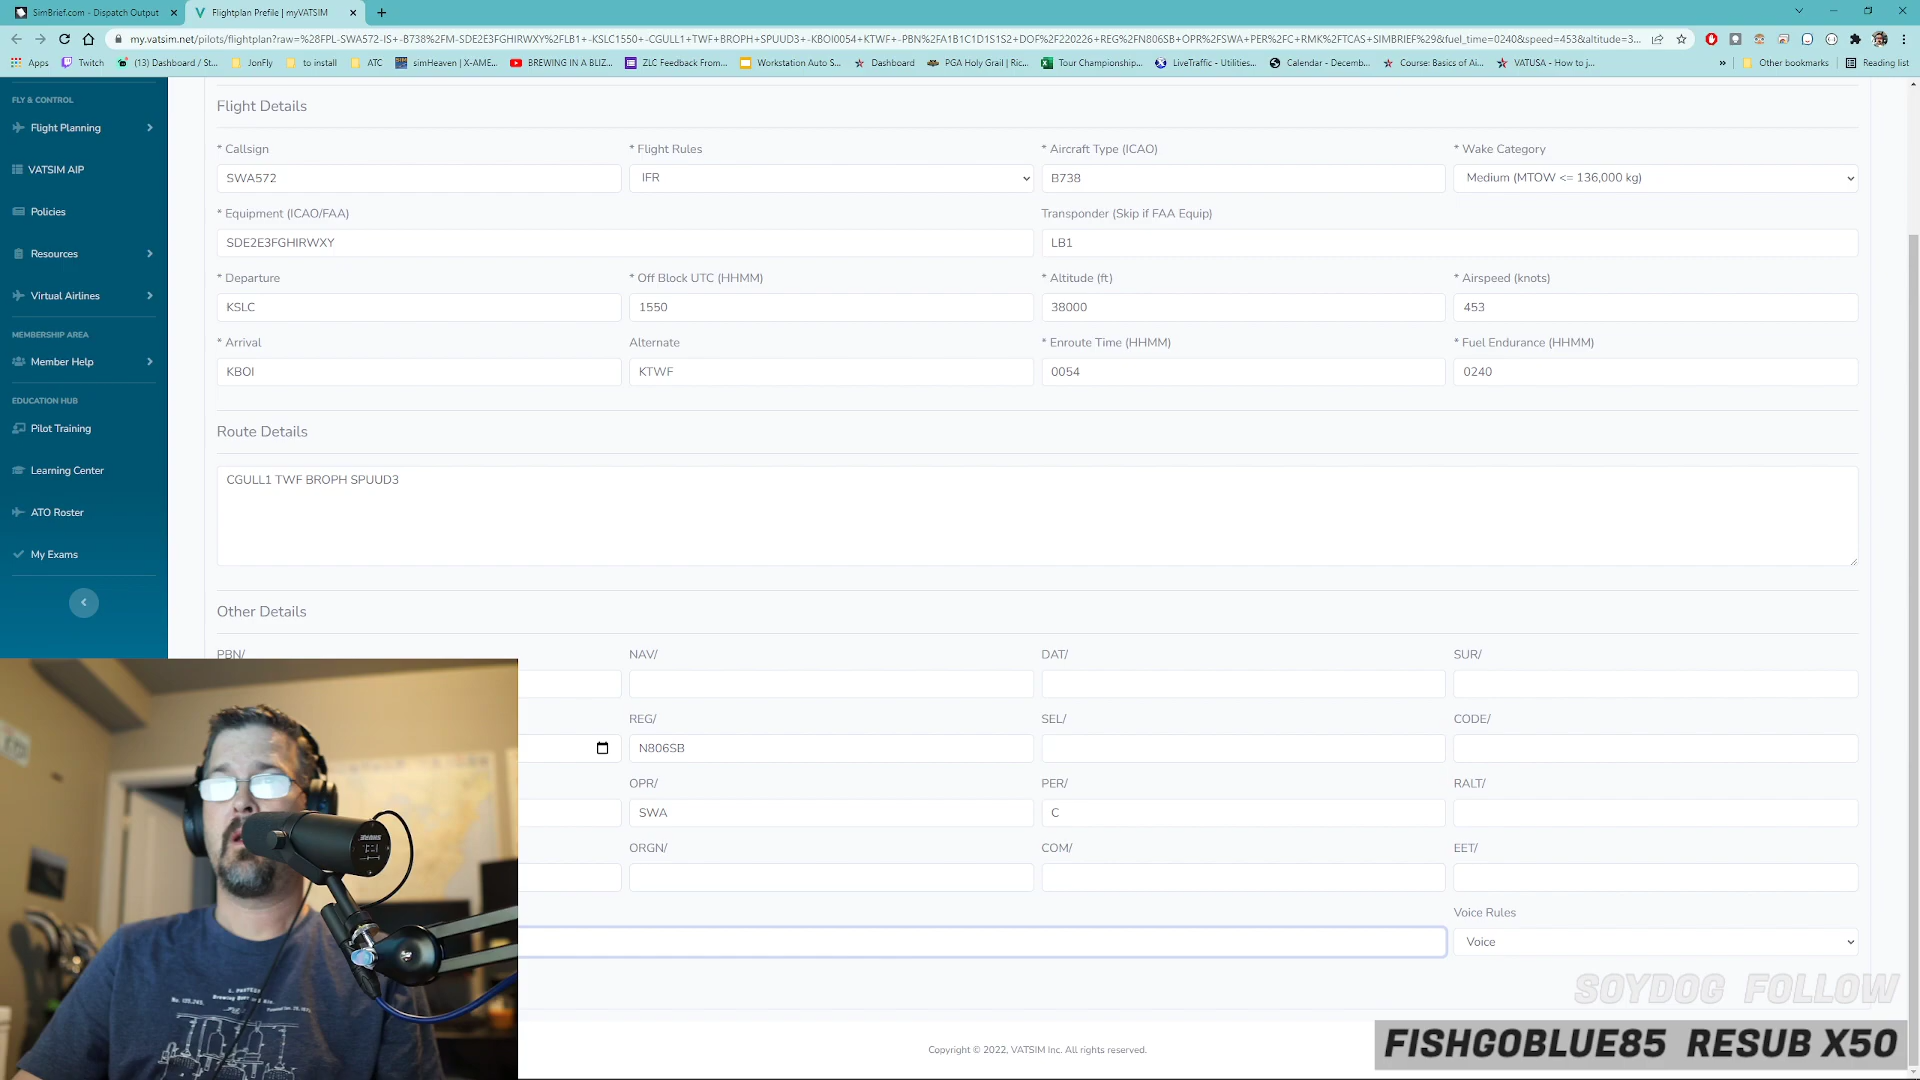 SimBrief.com - Dispatch Output
Flightplan Prefile | myVATSIM
my.vatsim.net/pilots/flightplan?raw=%28FPL-SWA572-IS+-B738%2FM-SDE2E3FGHIRWXY%2FLB1+-KSLC1550+-CGULL1+TWF+BROPH+SPUUD3+-KBOI0054+KTWF+-PBN%2FA1B1C1D1S1S2+DOF%2F220226+REG%2FN806SB+OPR%2FSWA+PER%2FC+RMK%2FTCAS+SIMBRIEF%29&fuel_time=0240&speed=453&altitude=3...
Apps
Twitch
(13) Dashboard / St...
JonFly
to install
ATC
simHeaven | X-AME...
BREWING IN A BLIZ...
ZLC Feedback From...
Workstation Auto S...
Dashboard
PGA Holy Grail | Ric...
Tour Championship...
LiveTraffic - Utilities...
Calendar - Decemb...
Course: Basics of Ai...
VATUSA - How to j...
»
Other bookmarks
Reading list
FLY & CONTROL
Flight Planning
VATSIM AIP
Policies
Resources
Virtual Airlines
MEMBERSHIP AREA
Member Help
EDUCATION HUB
Pilot Training
Learning Center
ATO Roster
My Exams
Flight Details
* Callsign
* Flight Rules
* Aircraft Type (ICAO)
* Wake Category
SWA572
IFR
B738
Medium (MTOW <= 136,000 kg)
* Equipment (ICAO/FAA)
Transponder (Skip if FAA Equip)
SDE2E3FGHIRWXY
LB1
* Departure
* Off Block UTC (HHMM)
* Altitude (ft)
* Airspeed (knots)
KSLC
1550
38000
453
* Arrival
Alternate
* Enroute Time (HHMM)
* Fuel Endurance (HHMM)
KBOI
KTWF
0054
0240
Route Details
CGULL1 TWF BROPH SPUUD3
Other Details
PBN/
NAV/
DAT/
SUR/
REG/
SEL/
CODE/
N806SB
OPR/
PER/
RALT/
SWA
C
ORGN/
COM/
EET/
Voice Rules
Voice
SOYDOG FOLLOW
FISHGOBLUE85 RESUB X50
Copyright © 2022, VATSIM Inc. All rights reserved.